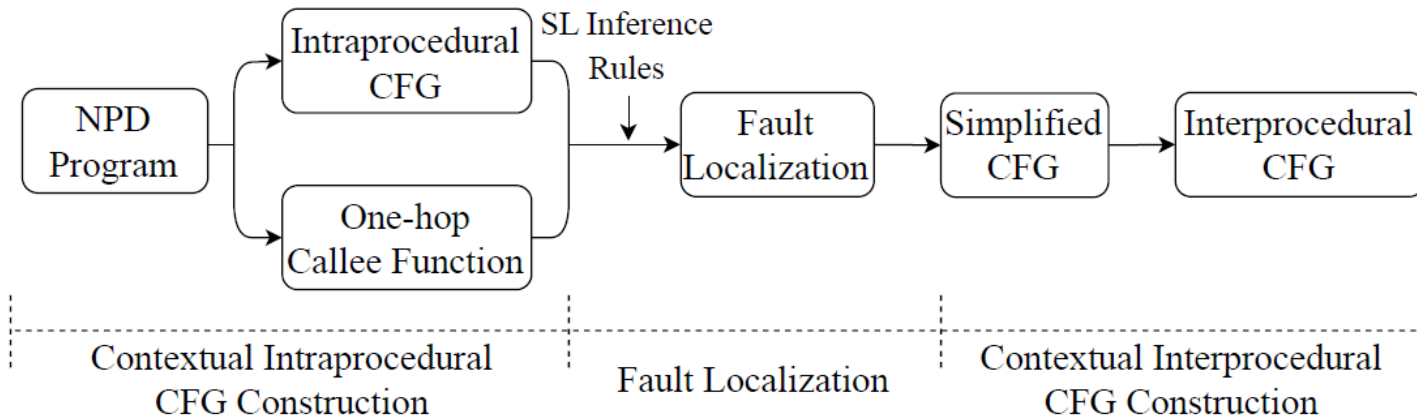 NPD
Program
Intraprocedural
CFG
One-hop
Callee Function
SL Inference
Rules
Fault
Localization
Simplified
CFG
Interprocedural
CFG
Contextual Intraprocedural
CFG Construction
Fault Localization
Contextual Interprocedural
CFG Construction